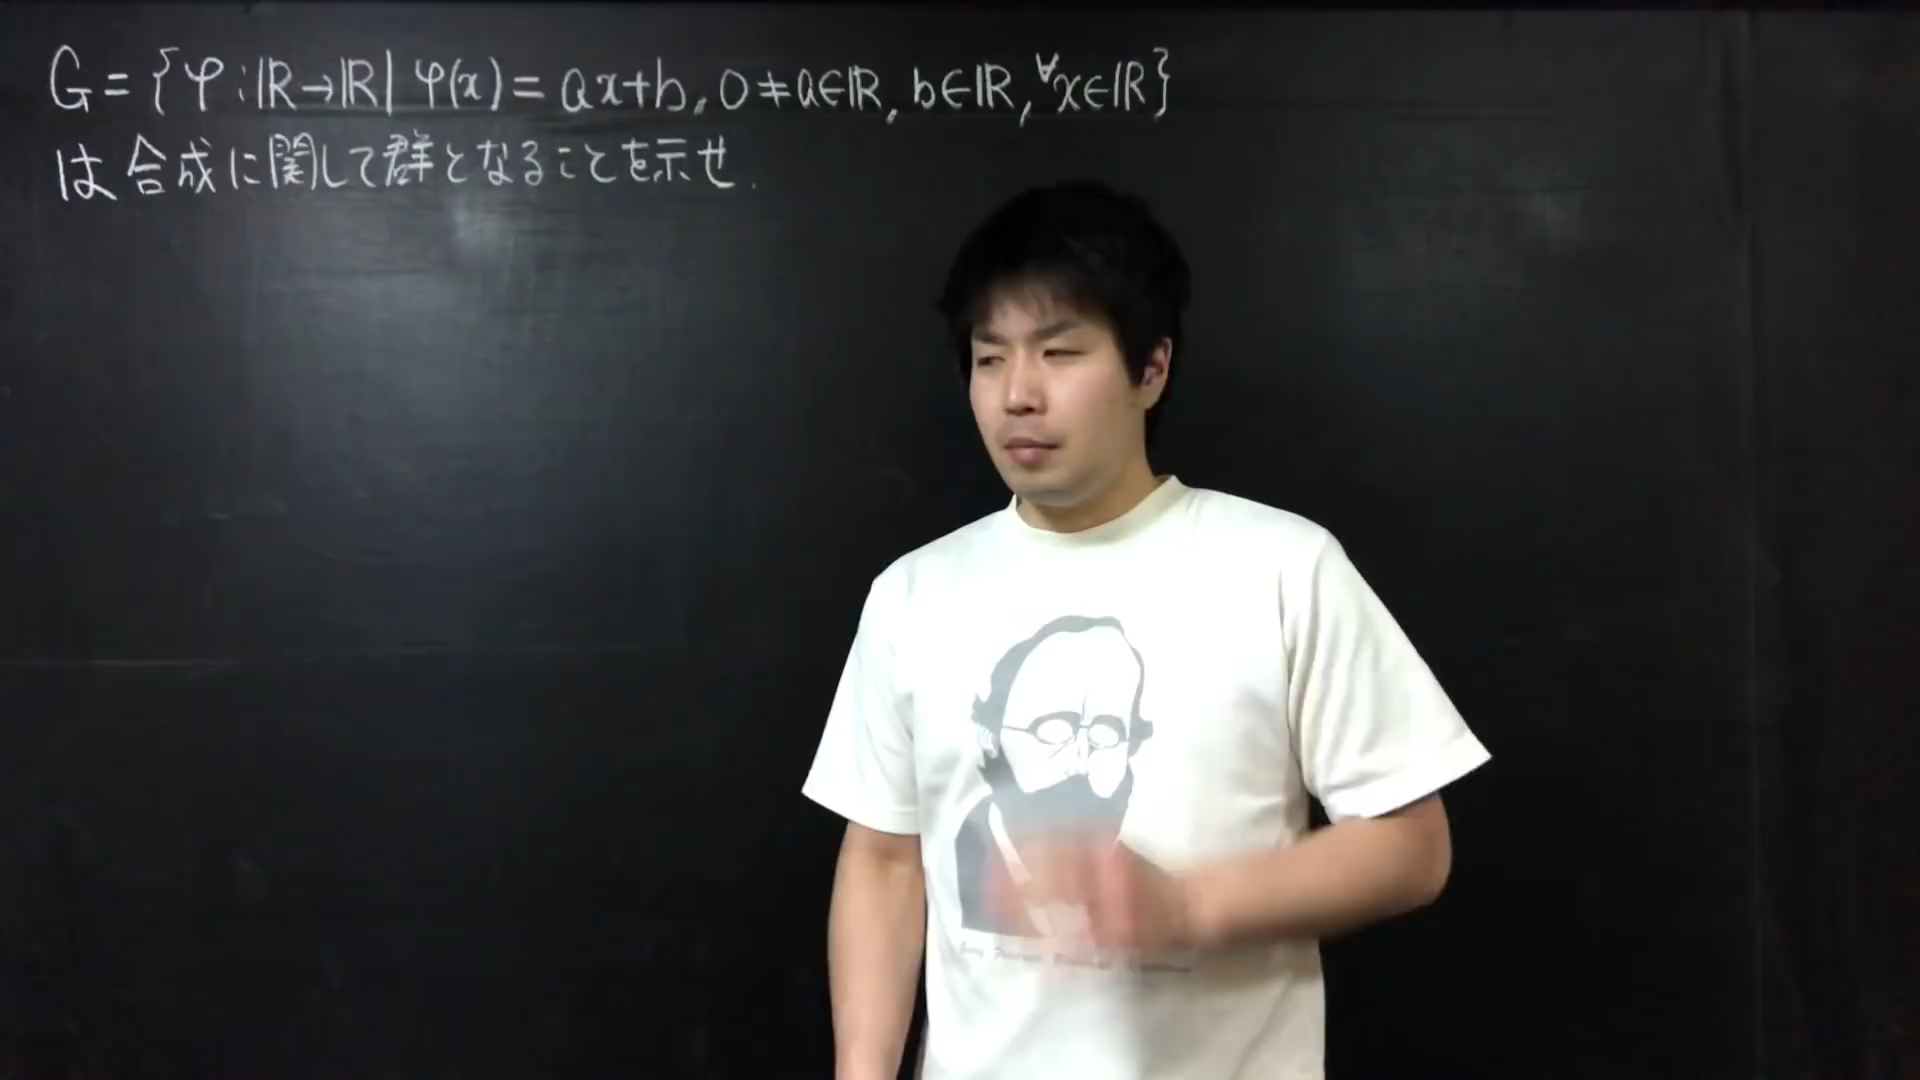 G = {φ : ℝ→ℝ | φ(x) = ax+b, 0 ≠ a∈ℝ, b∈ℝ, ∀x∈ℝ}
は合成に関して群となることを示せ.